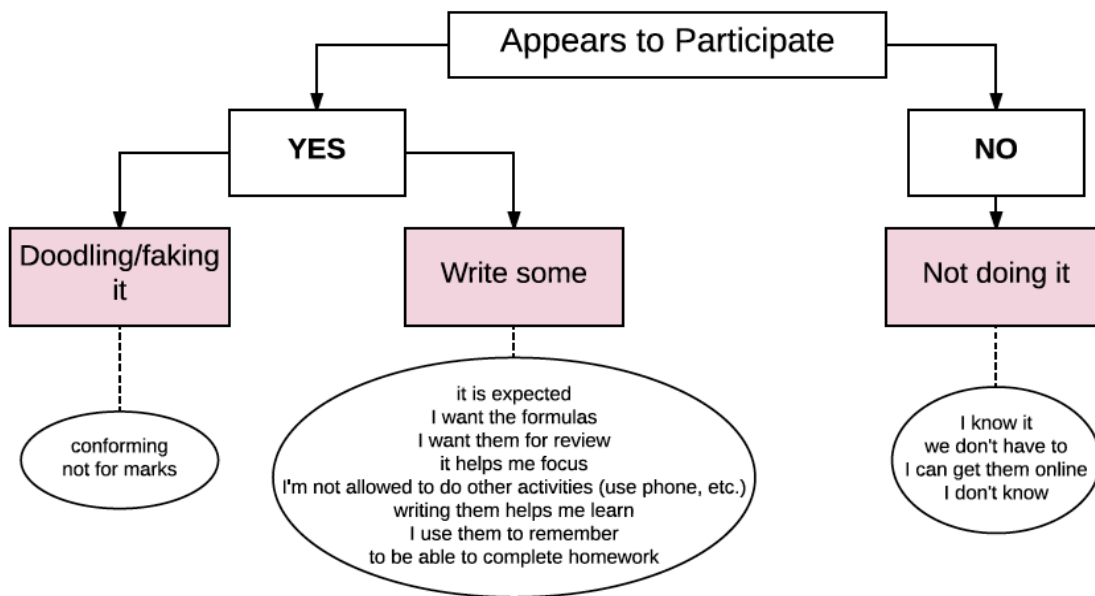 Appears to Participate
YES
NO
Doodling/faking
it
Write some
Not doing it
conforming
not for marks
it is expected
I want the formulas
I want them for review
it helps me focus
I'm not allowed to do other activities (use phone, etc.)
writing them helps me learn
I use them to remember
to be able to complete homework
I know it
we don't have to
I can get them online
I don't know